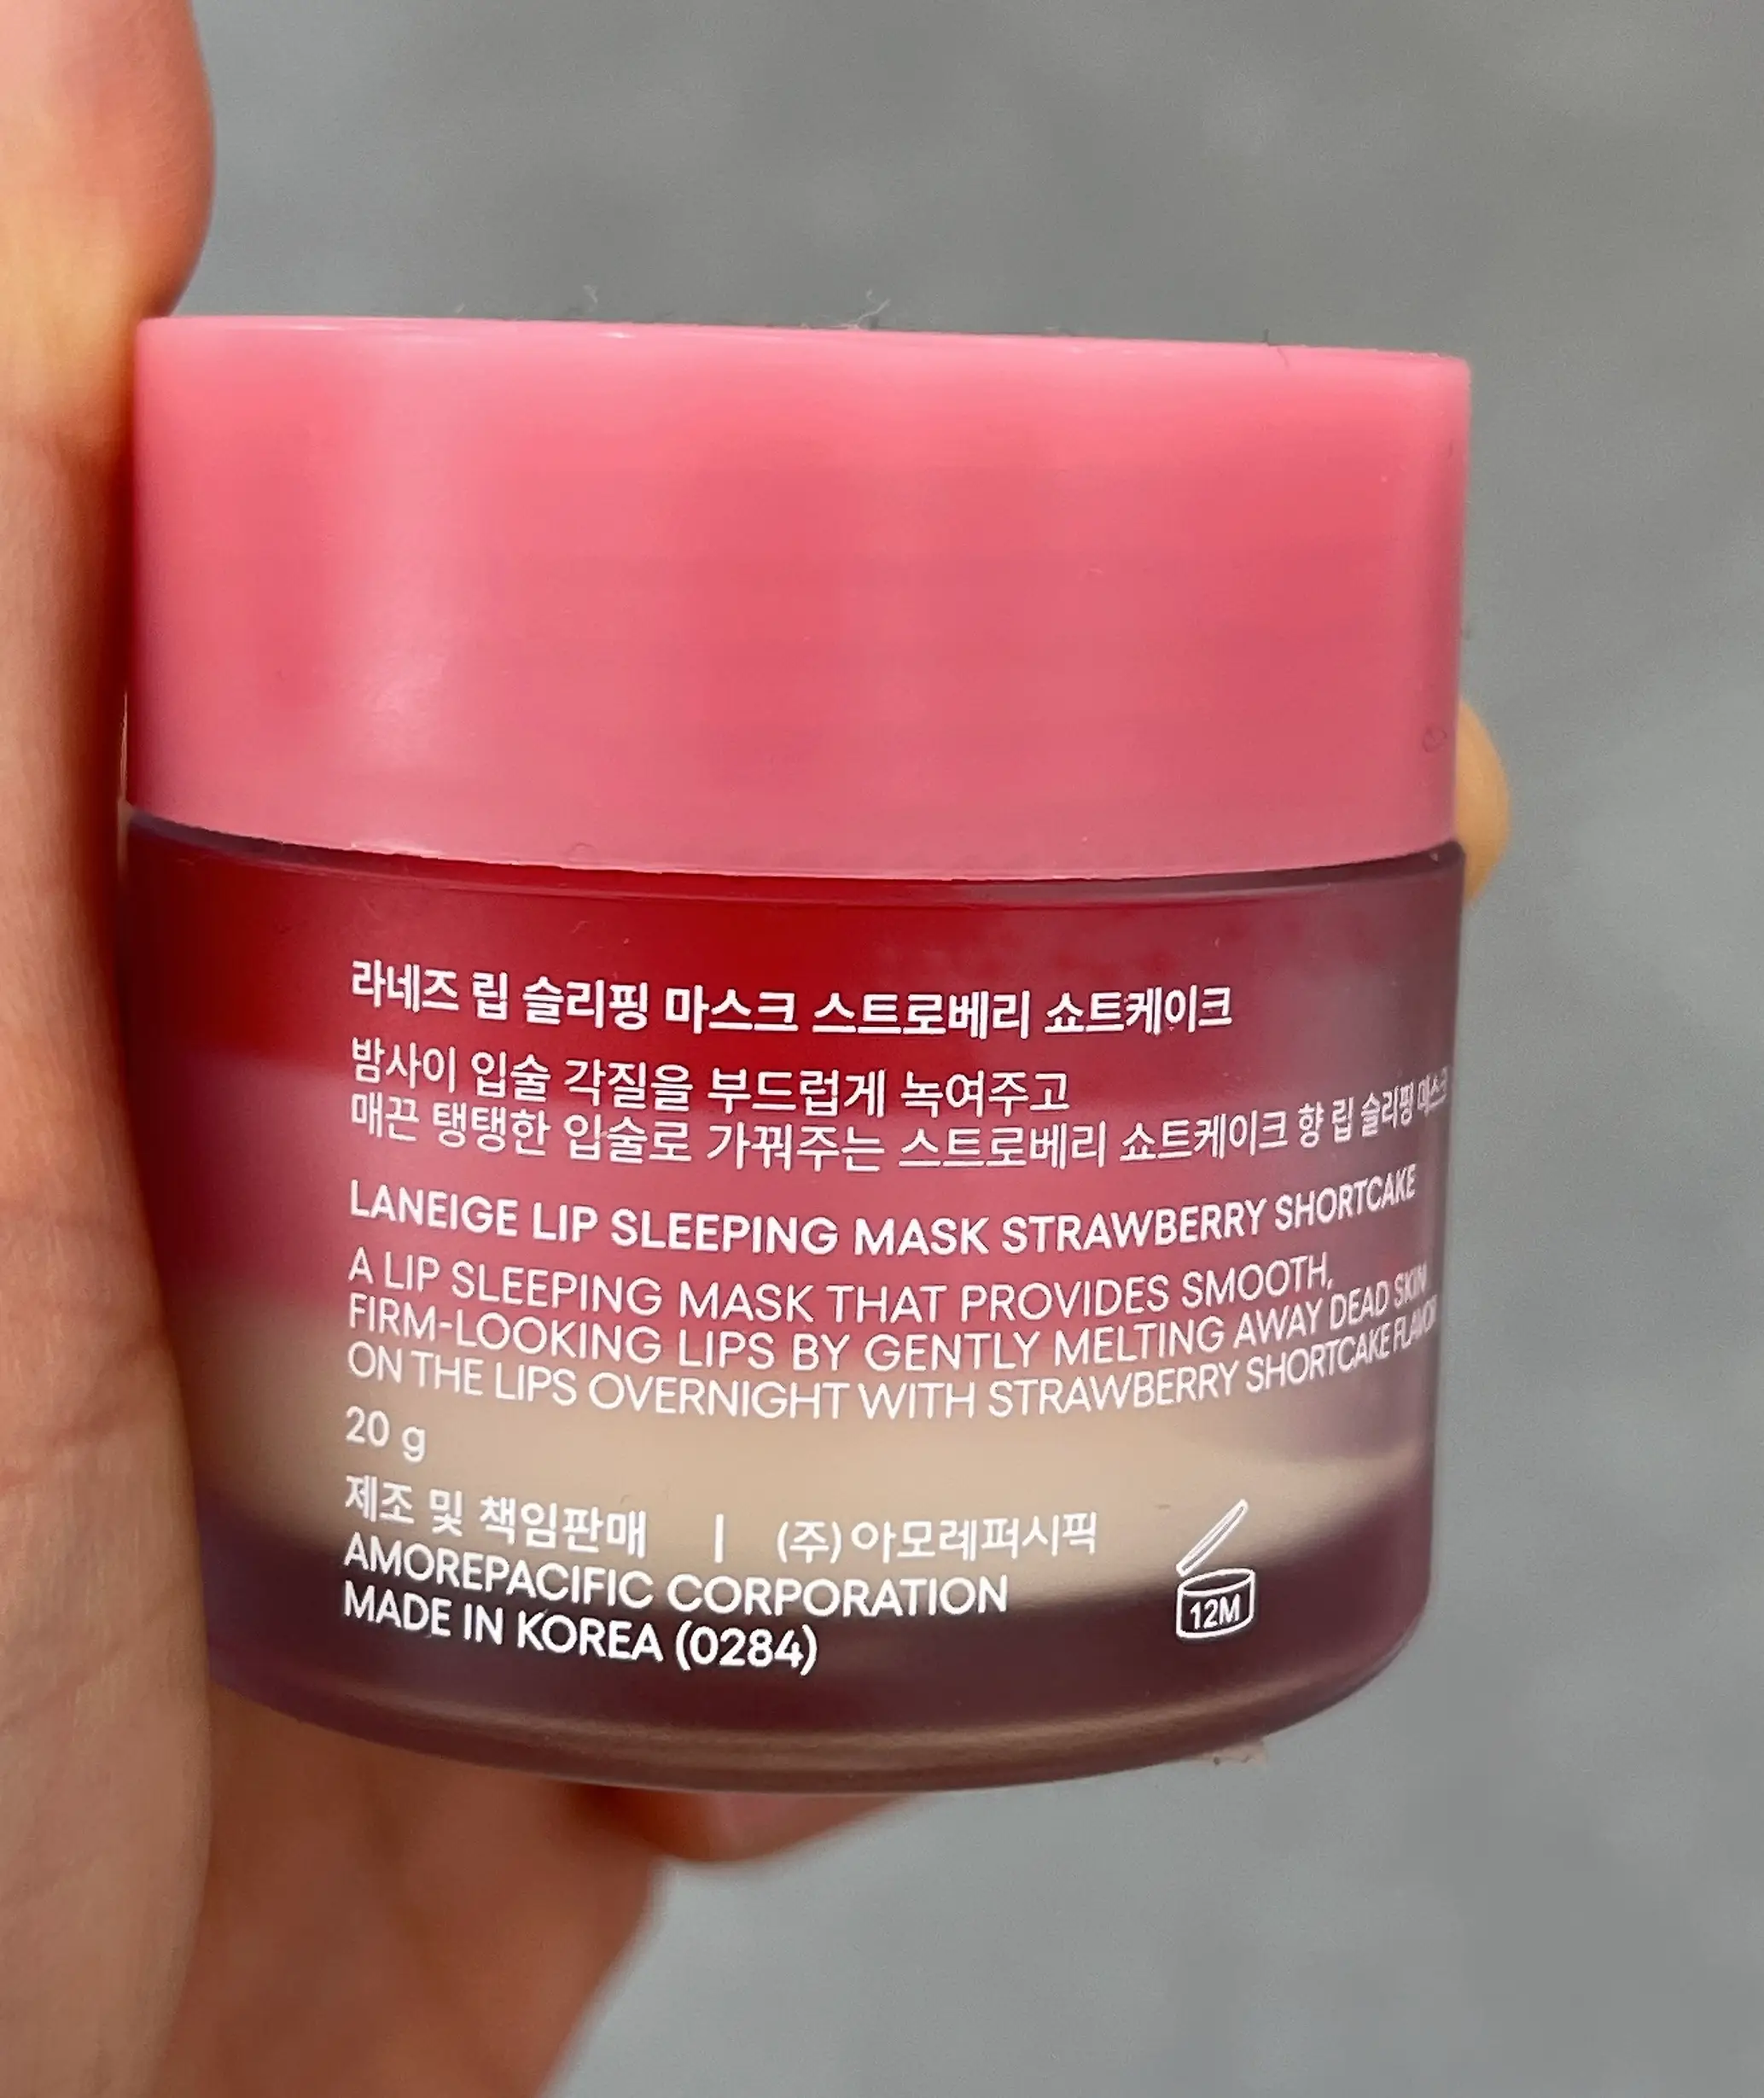 라네즈 립 슬리핑 마스크 스트로베리 쇼트케이크
밤사이 입술 각질을 부드럽게 녹여주고
매끈 탱탱한 입술로 가꿔주는 스트로베리 쇼트케이크 향 립 슬리핑 마스크
LANEIGE LIP SLEEPING MASK STRAWBERRY SHORTCAKE
A LIP SLEEPING MASK THAT PROVIDES SMOOTH,
FIRM-LOOKING LIPS BY GENTLY MELTING AWAY DEAD SKIN
ON THE LIPS OVERNIGHT WITH STRAWBERRY SHORTCAKE FLAVOR
20 g
제조 및 책임판매 | (주)아모레퍼시픽
AMOREPACIFIC CORPORATION
MADE IN KOREA (0284)
12M